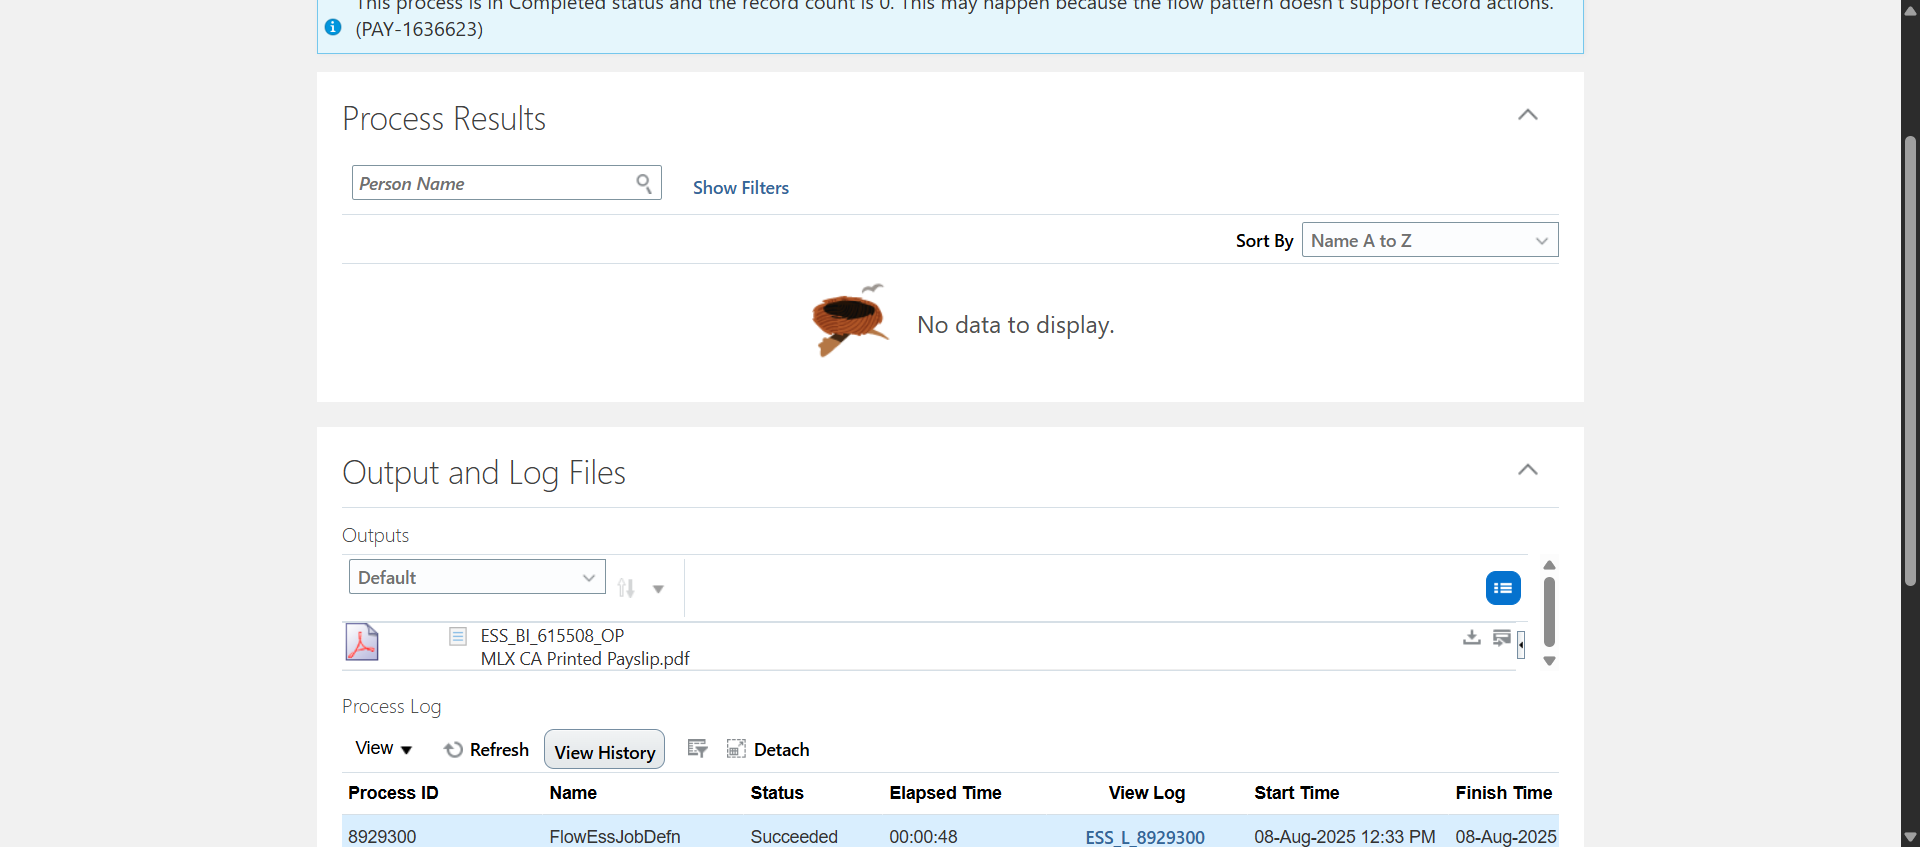 This process is in Completed status and the record count is 0. This may happen because the flow pattern doesn't support record actions.
(PAY-1636623)
Process Results
Person Name
Show Filters
Sort By
Name A to Z
No data to display.
Output and Log Files
Outputs
Default
ESS_BI_615508_OP
MLX CA Printed Payslip.pdf
Process Log
View
Refresh
View History
Detach
Process ID Name Status Elapsed Time View Log Start Time Finish Time
8929300 FlowEssJobDefn Succeeded 00:00:48 ESS_L_8929300 08-Aug-2025 12:33 PM 08-Aug-2025